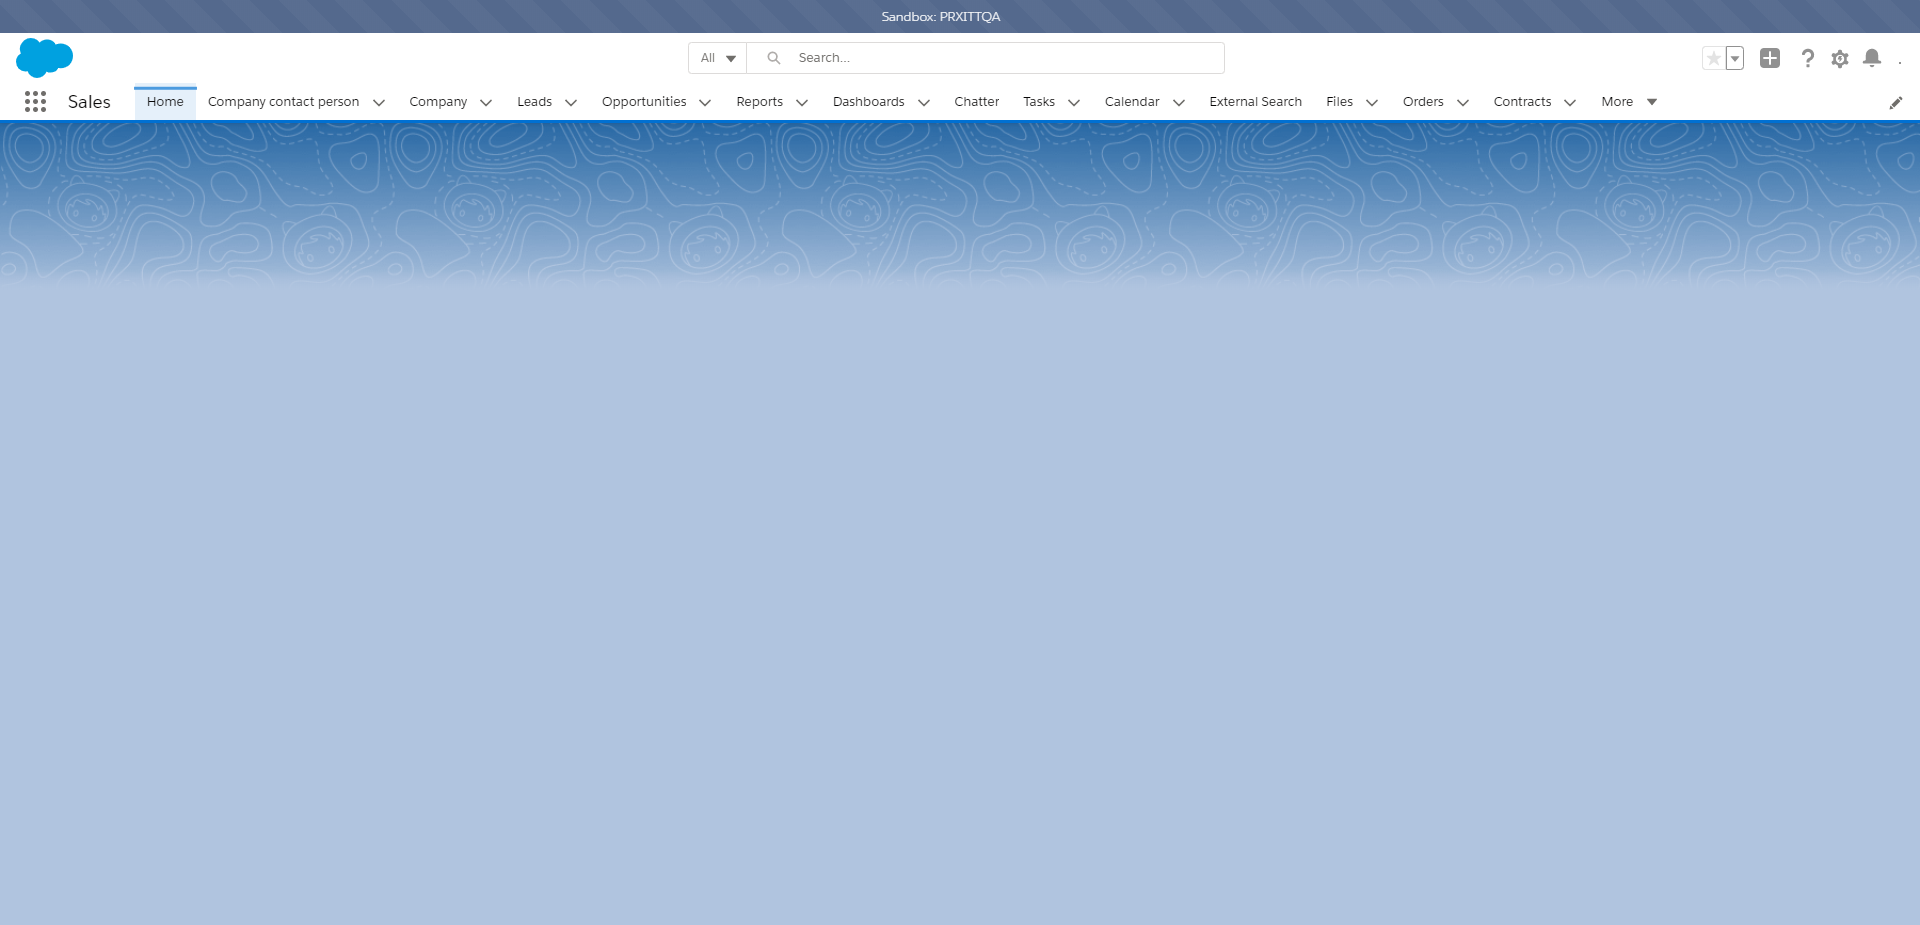 Sandbox: PRXITTQA
All Search...
Sales Home Company contact person Company Leads Opportunities Reports Dashboards Chatter Tasks Calendar External Search Files Orders Contracts More